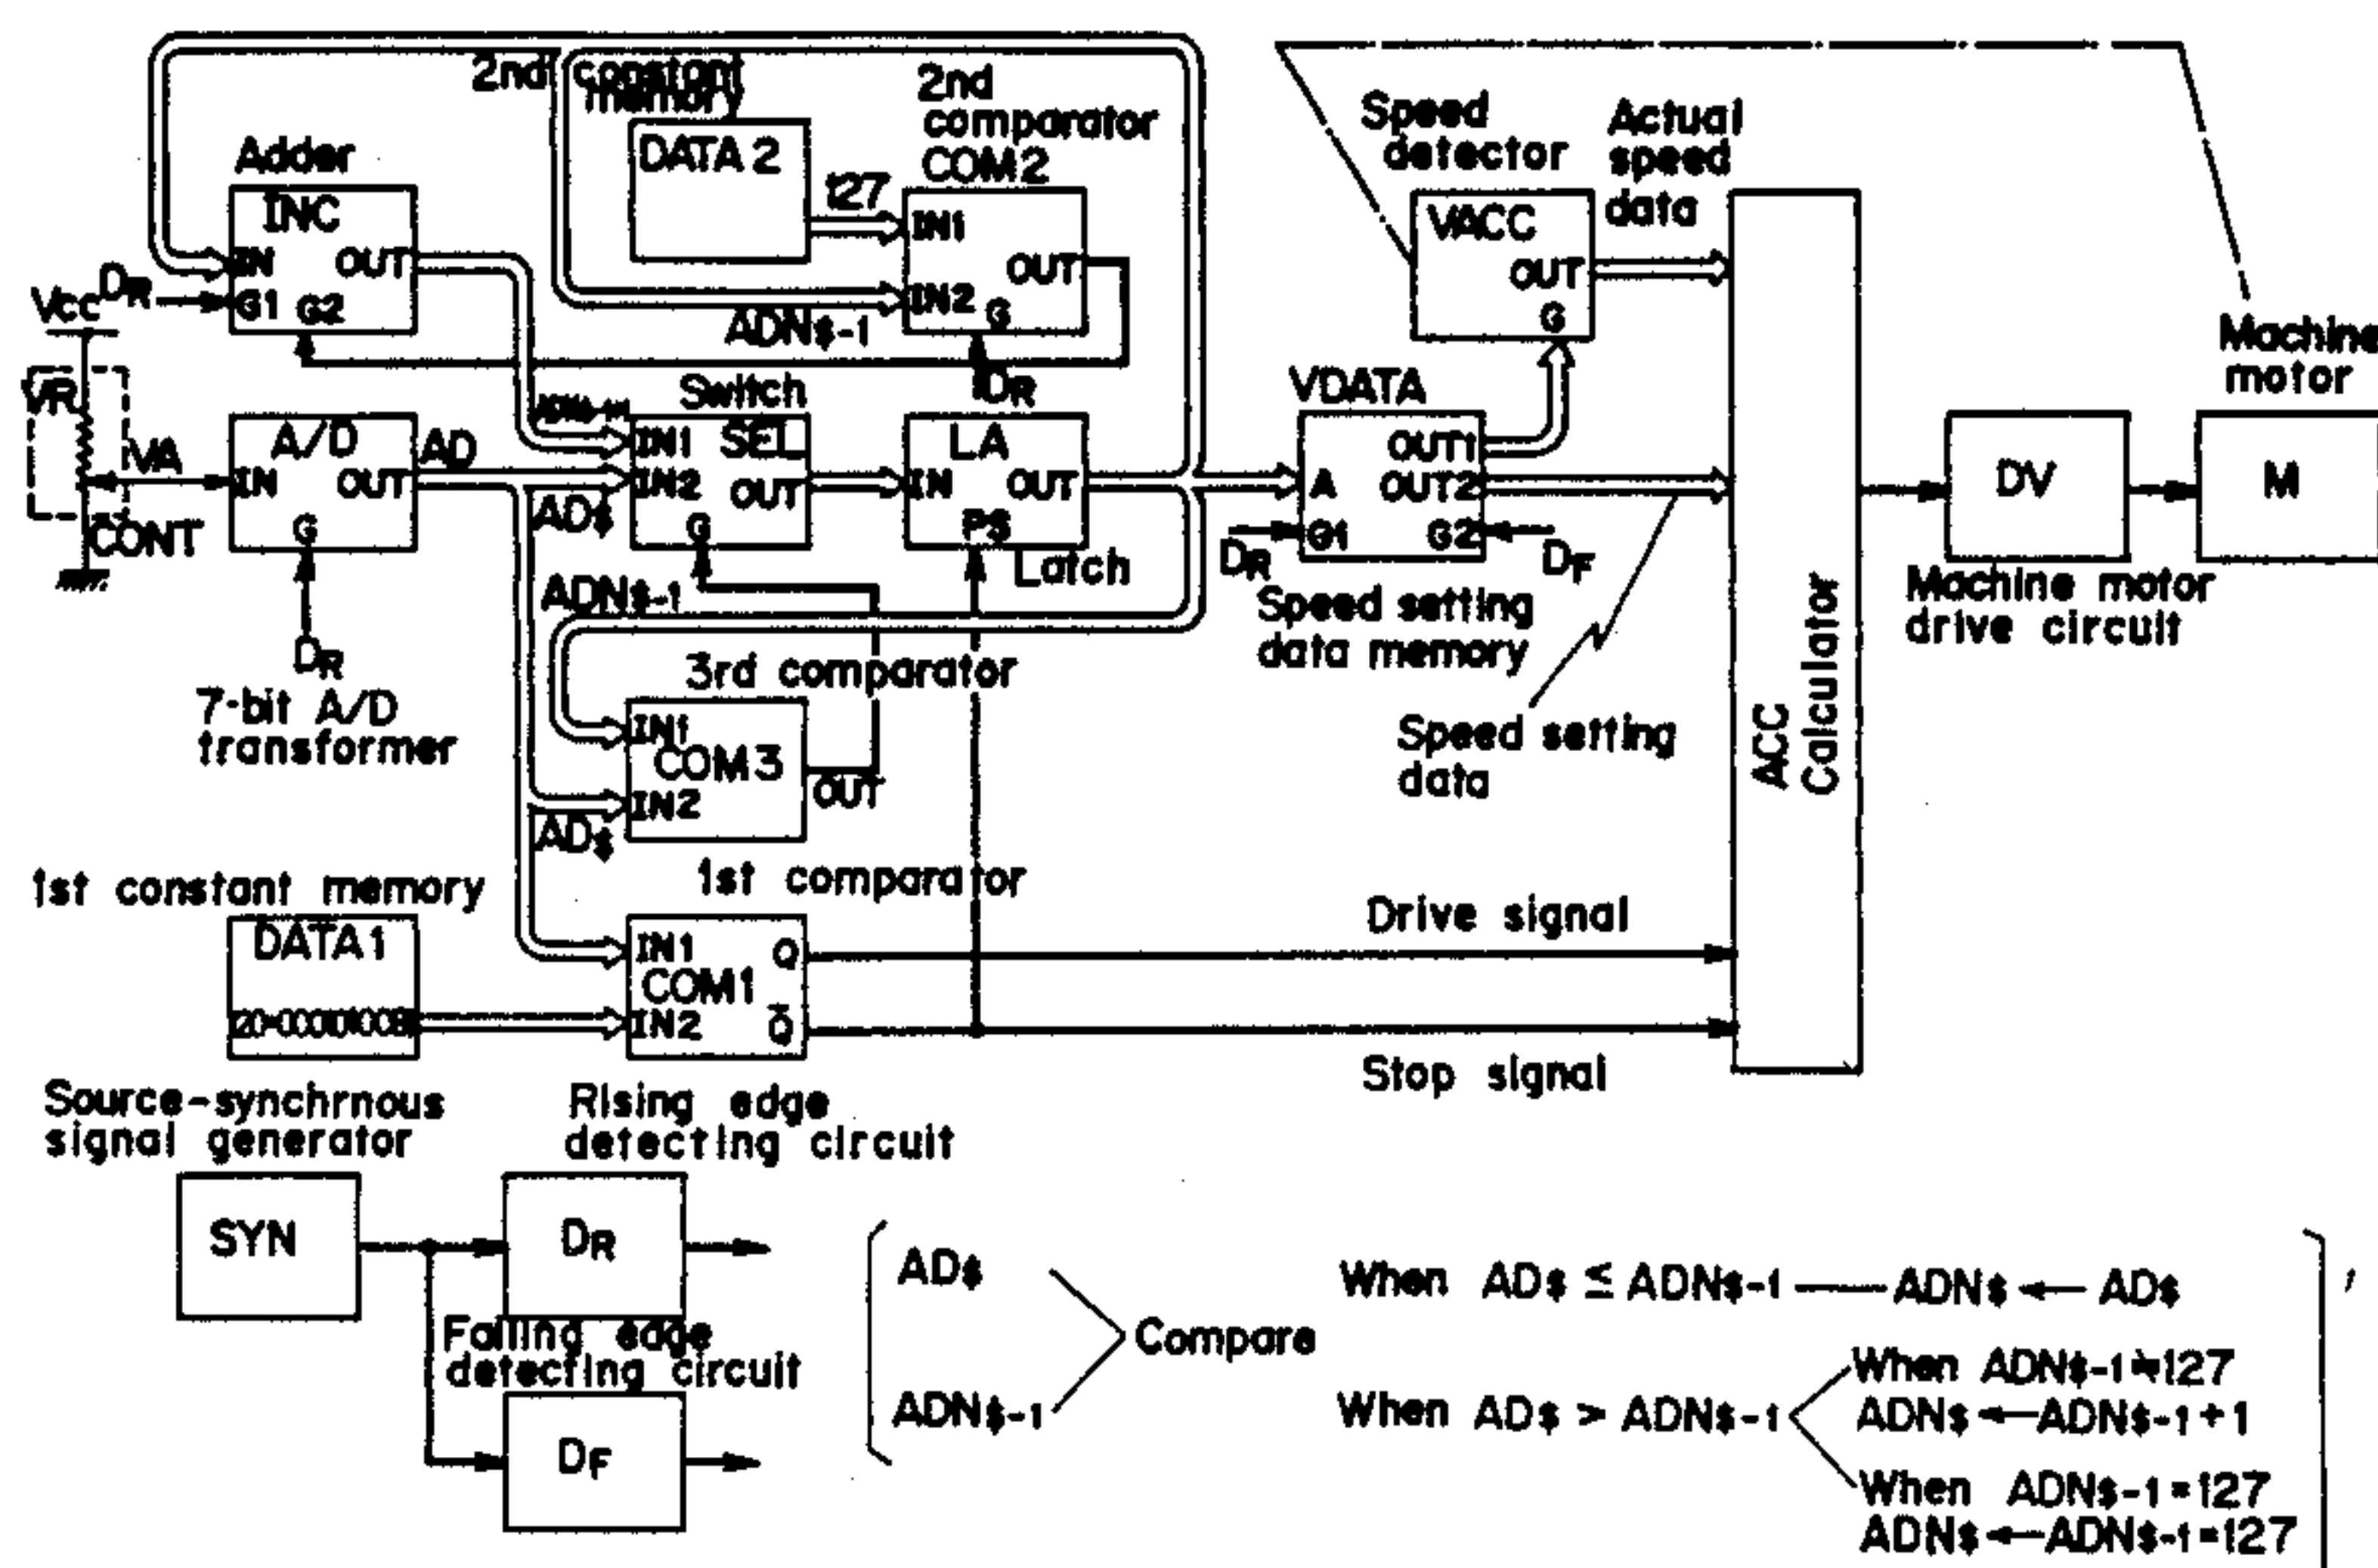 2nd constant
memory
DATA 2
127
2nd
comparator
COM2
IN1
OUT
IN2
G
ADN$-1
DR
Adder
INC
IN
OUT
G1
G2
DR
Vcc
VR
VA
CONT
A/D
IN
OUT
G
DR
7-bit A/D
transformer
AD
AD$
Switch
SEL
IN1
IN2
OUT
G
LA
IN
OUT
PS
Latch
ADN$-1
3rd comparator
IN1
COM3
IN2
OUT
AD$
1st constant memory
DATA1
1st comparator
IN1
COM1
IN2
Q
Q̄
Drive signal
Stop signal
Speed
detector
VACC
OUT
G
Actual
speed
data
VDATA
OUT1
A
OUT2
G1
G2
DR
DF
Speed setting
data memory
Speed setting
data
ACC
Calculator
DV
Machine motor
drive circuit
Machine
motor
M
Source-synchrnous
signal generator
SYN
Rising edge
detecting circuit
DR
Falling edge
detecting circuit
DF
AD$
ADN$-1
Compare
When AD$ ≤ ADN$-1 — ADN$ ← AD$
When AD$ > ADN$-1
When ADN$-1 ≠ 127
ADN$ ← ADN$-1 + 1
When ADN$-1 = 127
ADN$ ← ADN$-1 = 127